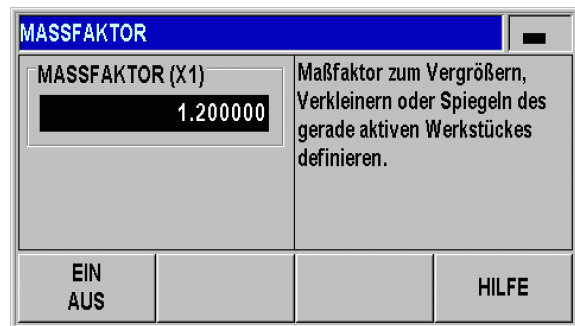 MASSFAKTOR
MASSFAKTOR (X1)
1.200000
Maßfaktor zum Vergrößern,
Verkleinern oder Spiegeln des
gerade aktiven Werkstückes
definieren.
EIN
AUS
HILFE